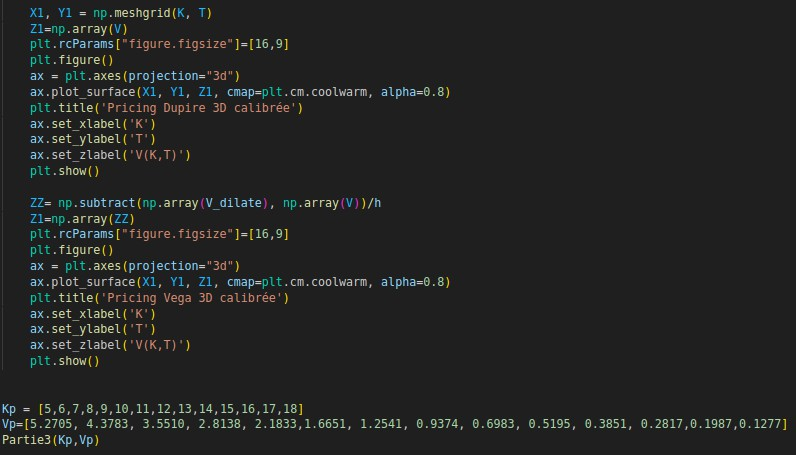 X1, Y1 = np.meshgrid(K, T)
Z1=np.array(V)
plt.rcParams["figure.figsize"]=[16,9]
plt.figure()
ax = plt.axes(projection="3d")
ax.plot_surface(X1, Y1, Z1, cmap=plt.cm.coolwarm, alpha=0.8)
plt.title('Pricing Dupire 3D calibrée')
ax.set_xlabel('K')
ax.set_ylabel('T')
ax.set_zlabel('V(K,T)')
plt.show()
ZZ= np.subtract(np.array(V_dilate), np.array(V))/h
Z1=np.array(ZZ)
plt.rcParams["figure.figsize"]=[16,9]
plt.figure()
ax = plt.axes(projection="3d")
ax.plot_surface(X1, Y1, Z1, cmap=plt.cm.coolwarm, alpha=0.8)
plt.title('Pricing Vega 3D calibrée')
ax.set_xlabel('K')
ax.set_ylabel('T')
ax.set_zlabel('V(K,T)')
plt.show()
Kp = [5,6,7,8,9,10,11,12,13,14,15,16,17,18]
Vp=[5.2705, 4.3783, 3.5510, 2.8138, 2.1833,1.6651, 1.2541, 0.9374, 0.6983, 0.5195, 0.3851, 0.2817,0.1987,0.1277]
Partie3(Kp,Vp)